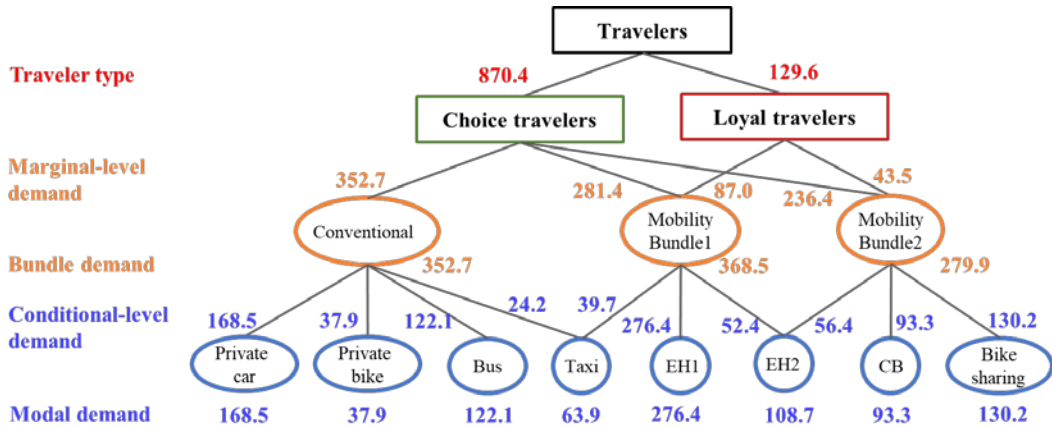 Travelers
Traveler type
870.4
129.6
Choice travelers
Loyal travelers
Marginal-level
demand
352.7
281.4
87.0
236.4
43.5
Conventional
Mobility
Bundle1
Mobility
Bundle2
Bundle demand
352.7
368.5
279.9
Conditional-level
demand
168.5
37.9
122.1
24.2
39.7
276.4
52.4
56.4
93.3
130.2
Private
car
Private
bike
Bus
Taxi
EH1
EH2
CB
Bike
sharing
Modal demand
168.5
37.9
122.1
63.9
276.4
108.7
93.3
130.2